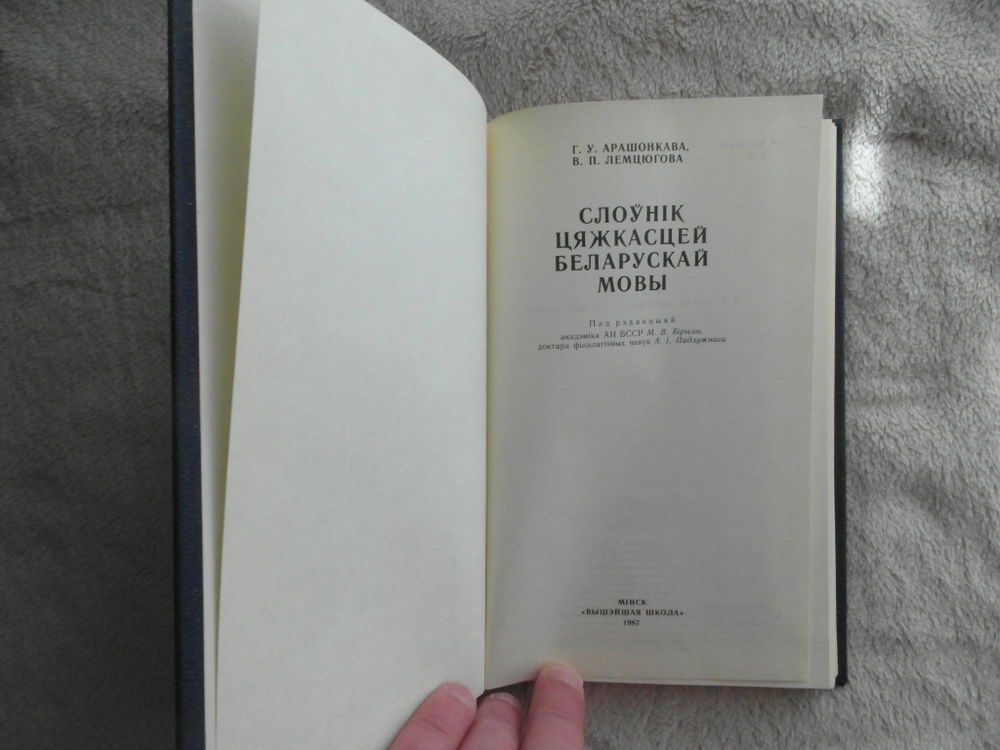 Г. У. АРАШОНКАВА,
В. П. ЛЕМЦЮГОВА
СЛОЎНІК
ЦЯЖКАСЦЕЙ
БЕЛАРУСКАЙ
МОВЫ
Пад рэдакцыяй
акадэміка АН БССР М. В. Бірылы,
доктара філалагічных навук А. І. Падлужнага
МІНСК
«ВЫШЭЙШАЯ ШКОЛА»
1987